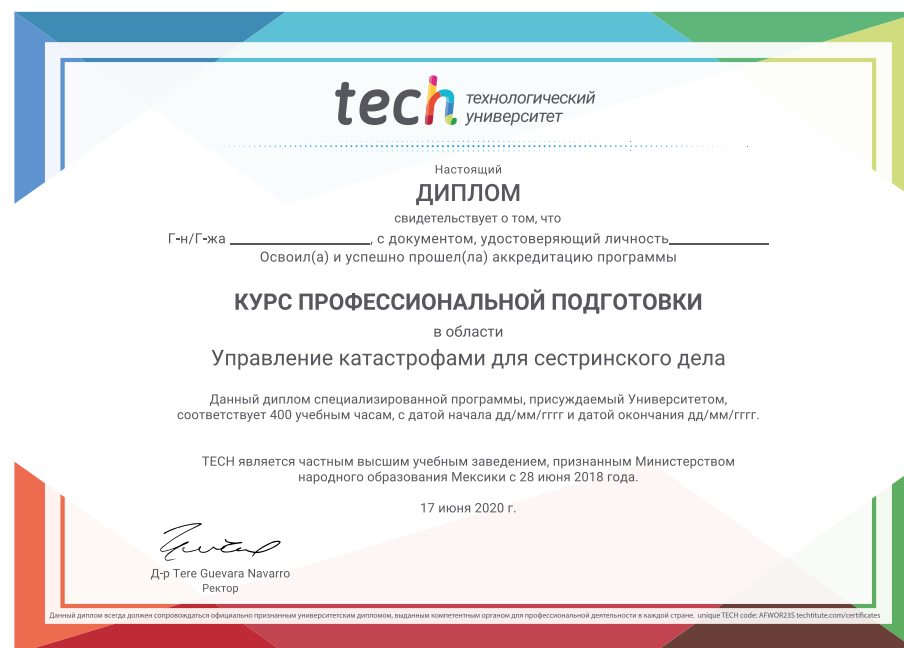 tech технологический
университет
Настоящий
ДИПЛОМ
свидетельствует о том, что
Г-н/Г-жа ____________________, с документом, удостоверяющий личность______________
Освоил(а) и успешно прошел(ла) аккредитацию программы
КУРС ПРОФЕССИОНАЛЬНОЙ ПОДГОТОВКИ
в области
Управление катастрофами для сестринского дела
Данный диплом специализированной программы, присуждаемый Университетом,
соответствует 400 учебным часам, с датой начала дд/мм/гггг и датой окончания дд/мм/гггг.
TECH является частным высшим учебным заведением, признанным Министерством
народного образования Мексики с 28 июня 2018 года.
17 июня 2020 г.
Д-р Tere Guevara Navarro
Ректор
Данный диплом всегда должен сопровождаться официально признанным университетским дипломом, выданным компетентным органом для профессиональной деятельности в каждой стране. unique TECH code: AFWOR23S techtitute.com/certificates